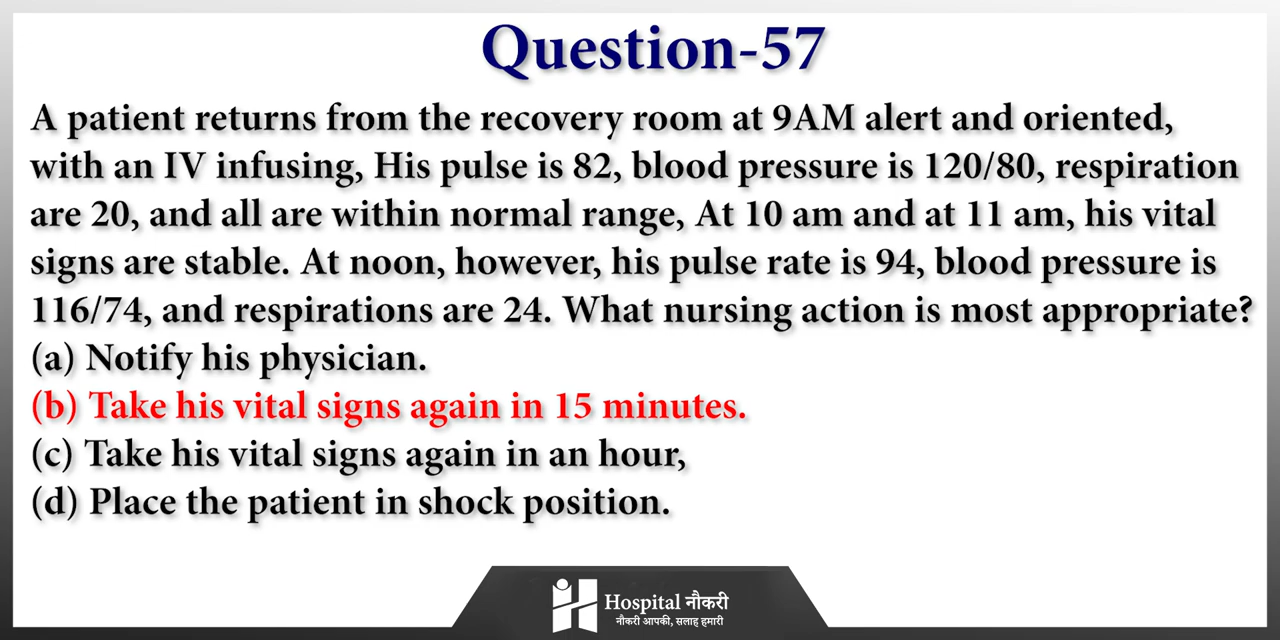 Question-57
A patient returns from the recovery room at 9AM alert and oriented,
with an IV infusing, His pulse is 82, blood pressure is 120/80, respiration
are 20, and all are within normal range, At 10 am and at 11 am, his vital
signs are stable. At noon, however, his pulse rate is 94, blood pressure is
116/74, and respirations are 24. What nursing action is most appropriate?
(a) Notify his physician.
(b) Take his vital signs again in 15 minutes.
(c) Take his vital signs again in an hour,
(d) Place the patient in shock position.
Hospital नौकरी
नौकरी आपकी, सलाह हमारी